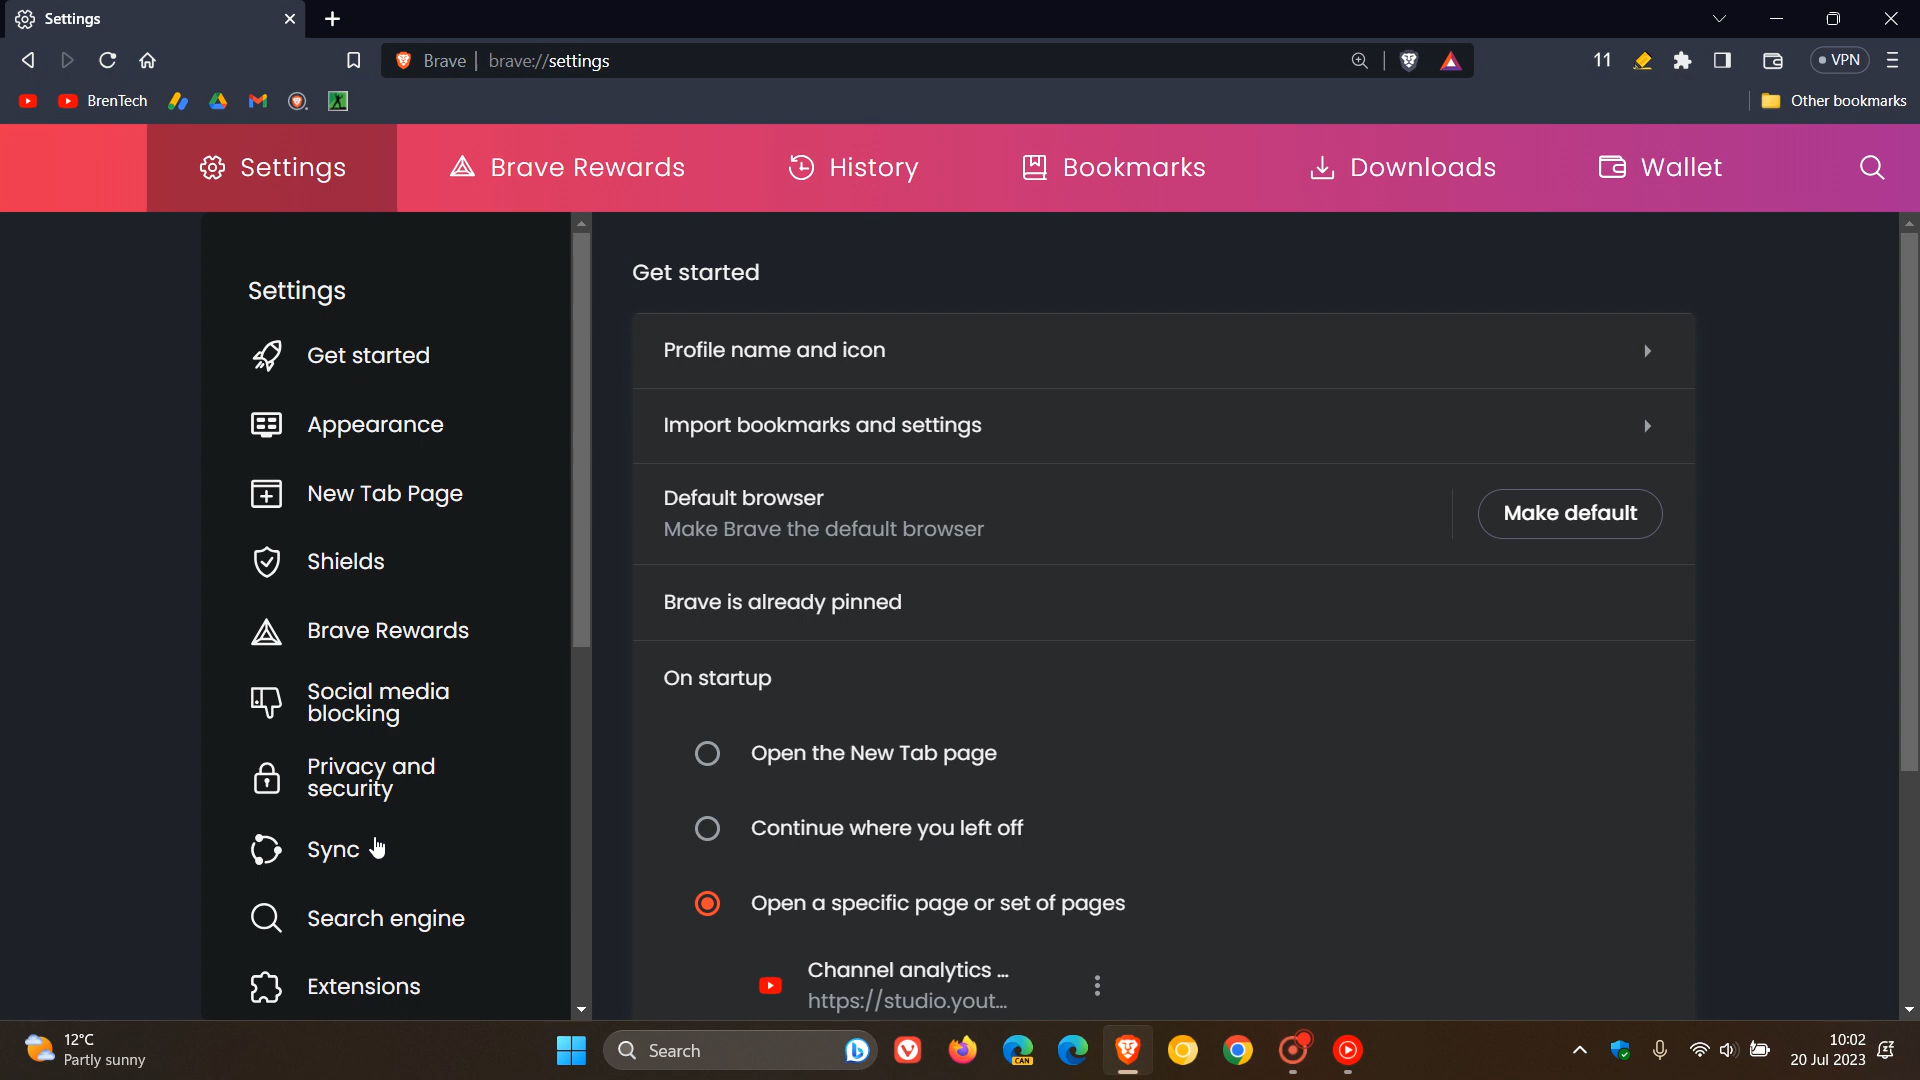 Settings
Brave
brave://settings
11
VPN
BrenTech
Other bookmarks
Settings
Brave Rewards
History
Bookmarks
Downloads
Wallet
Settings
Get started
Appearance
New Tab Page
Shields
Brave Rewards
Social media
blocking
Privacy and
security
Sync
Search engine
Extensions
Get started
Profile name and icon
Import bookmarks and settings
Default browser
Make Brave the default browser
Make default
Brave is already pinned
On startup
Open the New Tab page
Continue where you left off
Open a specific page or set of pages
Channel analytics ...
https://studio.yout...
12°C
Partly sunny
Search
CAN
10:02
20 Jul 2023